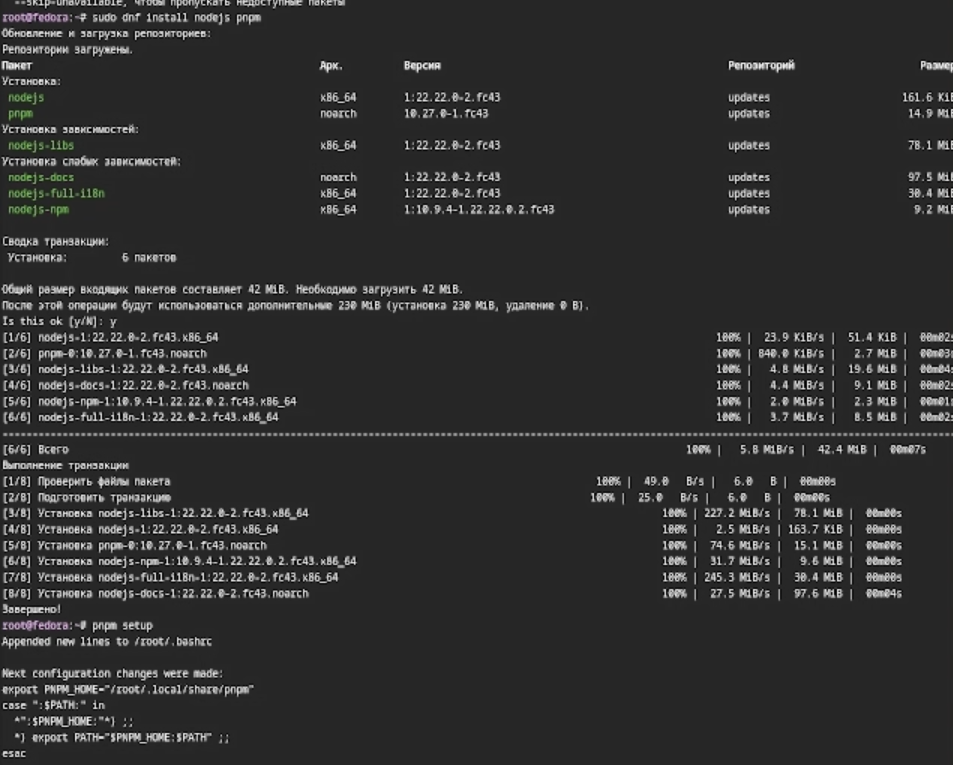 --skip-unavailable, чтобы пропускать недоступные пакеты
root@fedora:~# sudo dnf install nodejs pnpm
Обновление и загрузка репозиториев:
Репозитории загружены.
Пакет Арх. Версия Репозиторий Размер
Установка:
nodejs x86_64 1:22.22.0-2.fc43 updates 161.6 KiB
pnpm noarch 10.27.0-1.fc43 updates 14.9 MiB
Установка зависимостей:
nodejs-libs x86_64 1:22.22.0-2.fc43 updates 78.1 MiB
Установка слабых зависимостей:
nodejs-docs noarch 1:22.22.0-2.fc43 updates 97.5 MiB
nodejs-full-i18n x86_64 1:22.22.0-2.fc43 updates 30.4 MiB
nodejs-npm x86_64 1:10.9.4-1.22.22.0.2.fc43 updates 9.2 MiB
Сводка транзакции:
Установка: 6 пакетов
Общий размер входящих пакетов составляет 42 MiB. Необходимо загрузить 42 MiB.
После этой операции будут использоваться дополнительные 230 MiB (установка 230 MiB, удаление 0 B).
Is this ok [y/N]: y
[1/6] nodejs-1:22.22.0-2.fc43.x86_64 100% | 23.9 KiB/s | 51.4 KiB | 00m02s
[2/6] pnpm-0:10.27.0-1.fc43.noarch 100% | 840.0 KiB/s | 2.7 MiB | 00m03s
[3/6] nodejs-libs-1:22.22.0-2.fc43.x86_64 100% | 4.8 MiB/s | 19.6 MiB | 00m04s
[4/6] nodejs-docs-1:22.22.0-2.fc43.noarch 100% | 4.4 MiB/s | 9.1 MiB | 00m02s
[5/6] nodejs-npm-1:10.9.4-1.22.22.0.2.fc43.x86_64 100% | 2.0 MiB/s | 2.3 MiB | 00m01s
[6/6] nodejs-full-i18n-1:22.22.0-2.fc43.x86_64 100% | 3.7 MiB/s | 8.5 MiB | 00m02s
[6/6] Всего 100% | 5.8 MiB/s | 42.4 MiB | 00m07s
Выполнение транзакции
[1/8] Проверить файлы пакета 100% | 49.0 B/s | 6.0 B | 00m00s
[2/8] Подготовить транзакцию 100% | 25.0 B/s | 6.0 B | 00m00s
[3/8] Установка nodejs-libs-1:22.22.0-2.fc43.x86_64 100% | 227.2 MiB/s | 78.1 MiB | 00m00s
[4/8] Установка nodejs-1:22.22.0-2.fc43.x86_64 100% | 2.5 MiB/s | 163.7 KiB | 00m00s
[5/8] Установка pnpm-0:10.27.0-1.fc43.noarch 100% | 74.6 MiB/s | 15.1 MiB | 00m00s
[6/8] Установка nodejs-npm-1:10.9.4-1.22.22.0.2.fc43.x86_64 100% | 31.7 MiB/s | 9.6 MiB | 00m00s
[7/8] Установка nodejs-full-i18n-1:22.22.0-2.fc43.x86_64 100% | 245.3 MiB/s | 30.4 MiB | 00m00s
[8/8] Установка nodejs-docs-1:22.22.0-2.fc43.noarch 100% | 27.5 MiB/s | 97.6 MiB | 00m04s
Завершено!
root@fedora:~# pnpm setup
Appended new lines to /root/.bashrc
Next configuration changes were made:
export PNPM_HOME="/root/.local/share/pnpm"
case ":$PATH:" in
*":$PNPM_HOME:"*) ;;
*) export PATH="$PNPM_HOME:$PATH" ;;
esac